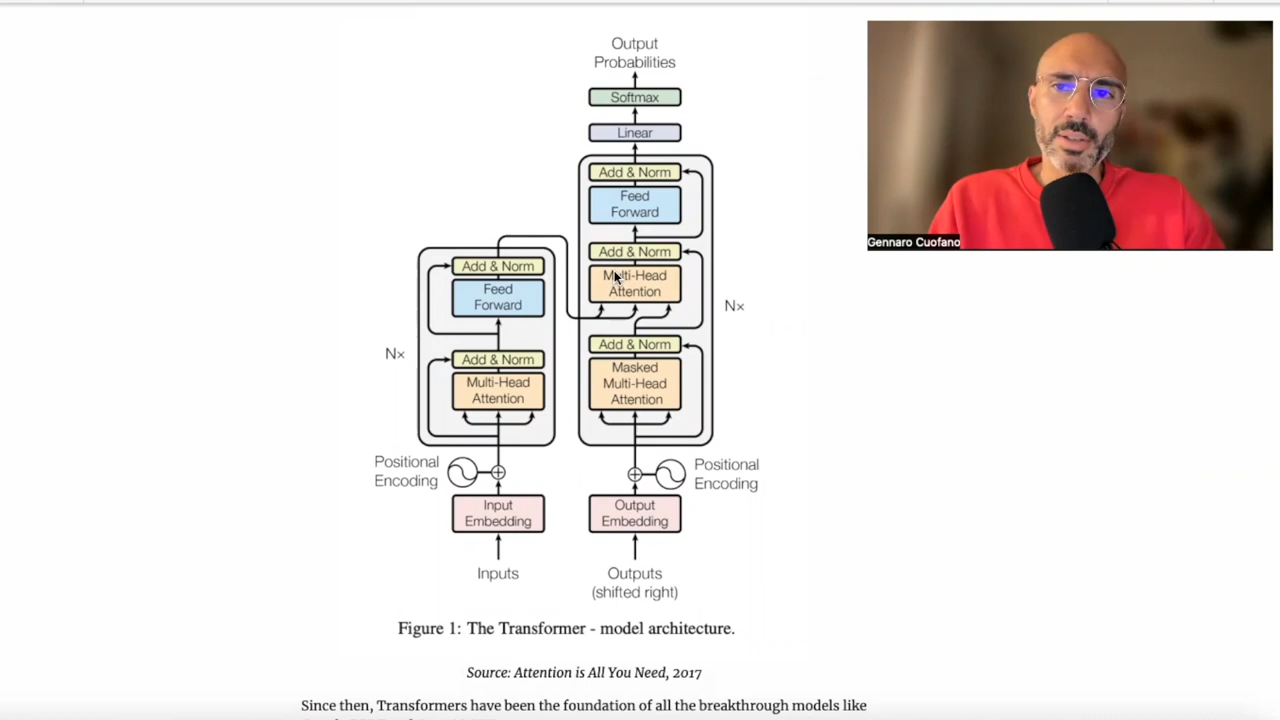 Output
Probabilities
Softmax
Linear
Add & Norm
Feed
Forward
Add & Norm
Multi-Head
Attention
Add & Norm
Masked
Multi-Head
Attention
Nx
Add & Norm
Feed
Forward
Nx
Add & Norm
Multi-Head
Attention
Positional
Encoding
Positional
Encoding
Input
Embedding
Output
Embedding
Inputs
Outputs
(shifted right)
Figure 1: The Transformer - model architecture.
Source: Attention is All You Need, 2017
Since then, Transformers have been the foundation of all the breakthrough models like
Gennaro Cuofano